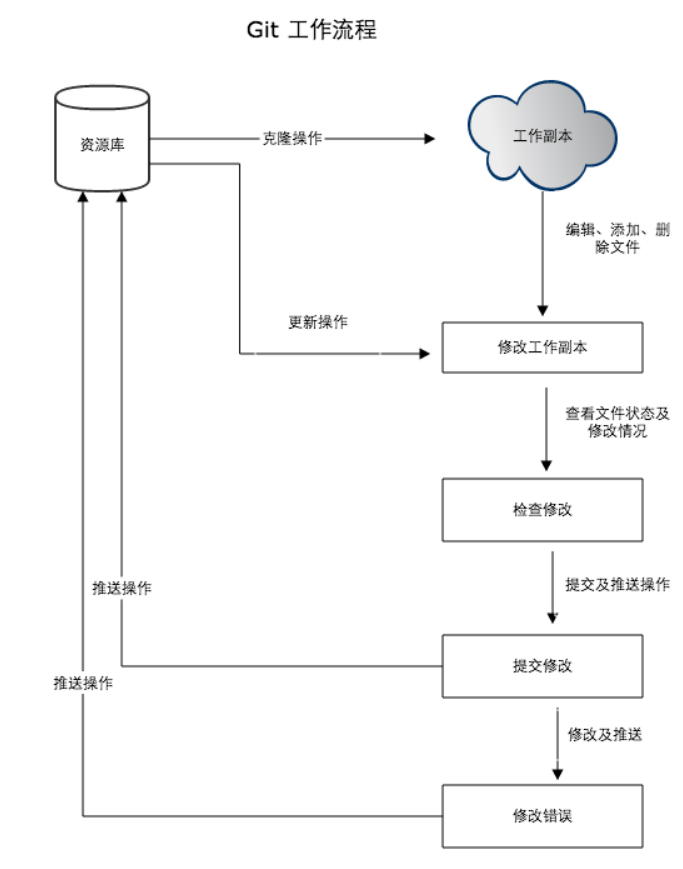 Git 工作流程
资源库
克隆操作
工作副本
编辑、添加、删
除文件
更新操作
修改工作副本
查看文件状态及
修改情况
检查修改
提交及推送操作
推送操作
提交修改
推送操作
修改及推送
修改错误